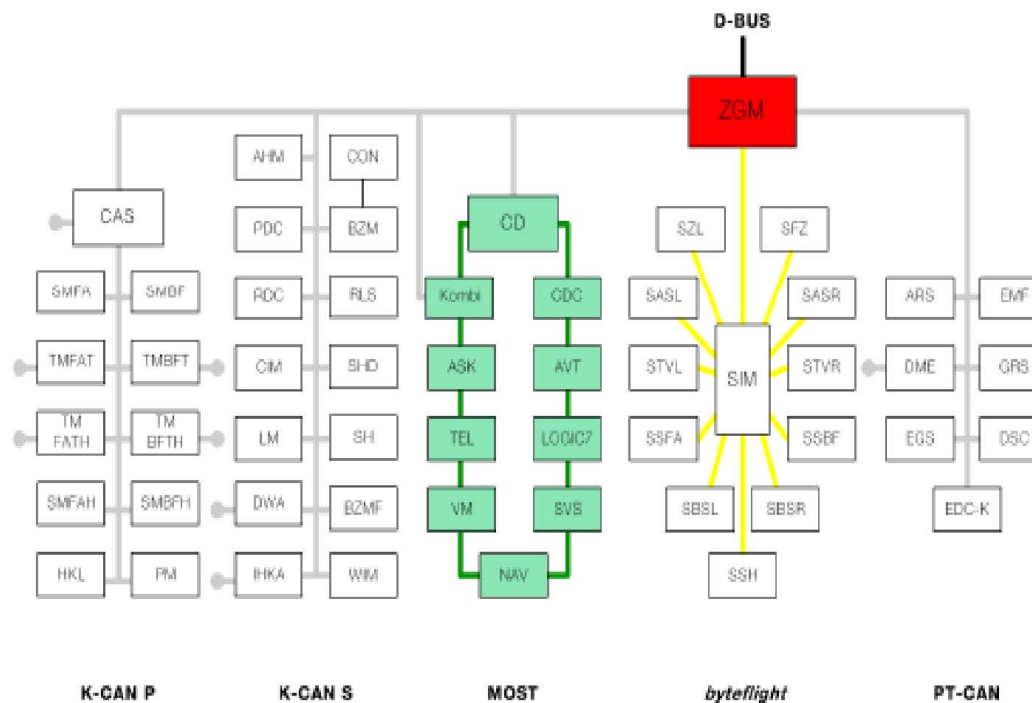 D-BUS
ZGM
AHM
CON
CAS
PDC
BZM
CD
SZL
SFZ
SMFA
SMBF
RDC
RLS
Kombi
CDC
SASL
SASR
ARS
EMF
TMFAT
TMBFT
CIM
SHD
ASK
AVT
STVL
SIM
STVR
DME
GRS
TM
FATH
TM
BFTH
LM
SH
TEL
LOGIC7
SSFA
SSBF
EGS
DSC
SMFAH
SMBFH
DWA
BZMF
VM
SVS
SBSL
SBSR
EDC-K
HKL
PM
IHKA
WIM
NAV
SSH
K-CAN P
K-CAN S
MOST
byteflight
PT-CAN